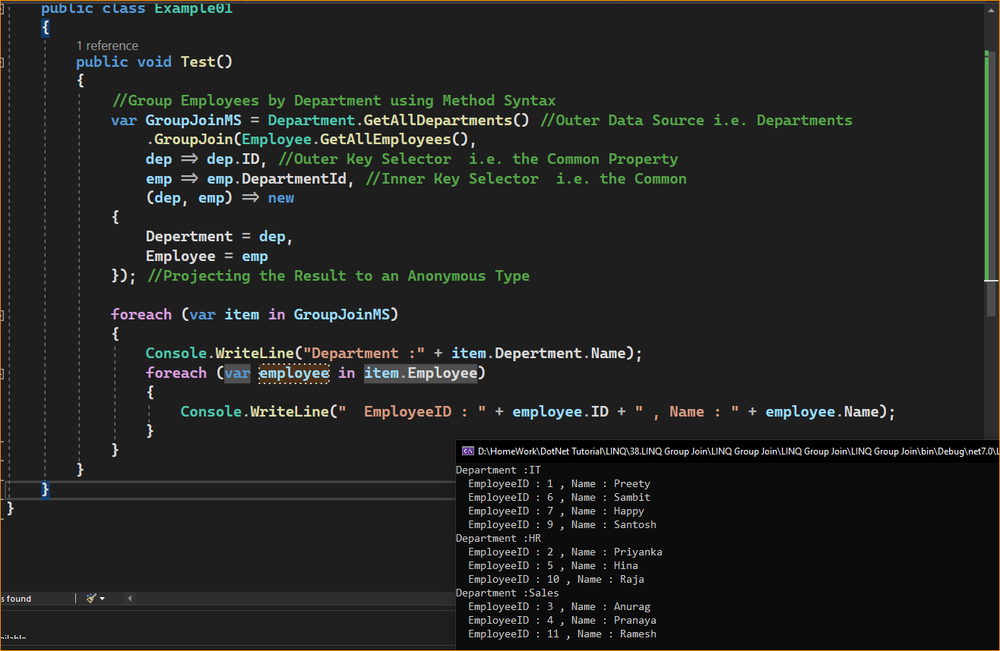 public class Example01
{
1 reference
public void Test()
{
//Group Employees by Department using Method Syntax
var GroupJoinMS = Department.GetAllDepartments() //Outer Data Source i.e. Departments
.GroupJoin(Employee.GetAllEmployees(),
dep => dep.ID, //Outer Key Selector  i.e. the Common Property
emp => emp.DepartmentId, //Inner Key Selector  i.e. the Common
(dep, emp) => new
{
Depertment = dep,
Employee = emp
}); //Projecting the Result to an Anonymous Type
foreach (var item in GroupJoinMS)
{
Console.WriteLine("Department :" + item.Depertment.Name);
foreach (var employee in item.Employee)
{
Console.WriteLine("  EmployeeID : " + employee.ID + " , Name : " + employee.Name);
}
}
}
}
}
s found
D:\HomeWork\DotNet Tutorial\LINQ\38.LINQ Group Join\LINQ Group Join\LINQ Group Join\LINQ Group Join\bin\Debug\net7.0\L
Department :IT
EmployeeID : 1 , Name : Preety
EmployeeID : 6 , Name : Sambit
EmployeeID : 7 , Name : Happy
EmployeeID : 9 , Name : Santosh
Department :HR
EmployeeID : 2 , Name : Priyanka
EmployeeID : 5 , Name : Hina
EmployeeID : 10 , Name : Raja
Department :Sales
EmployeeID : 3 , Name : Anurag
EmployeeID : 4 , Name : Pranaya
EmployeeID : 11 , Name : Ramesh